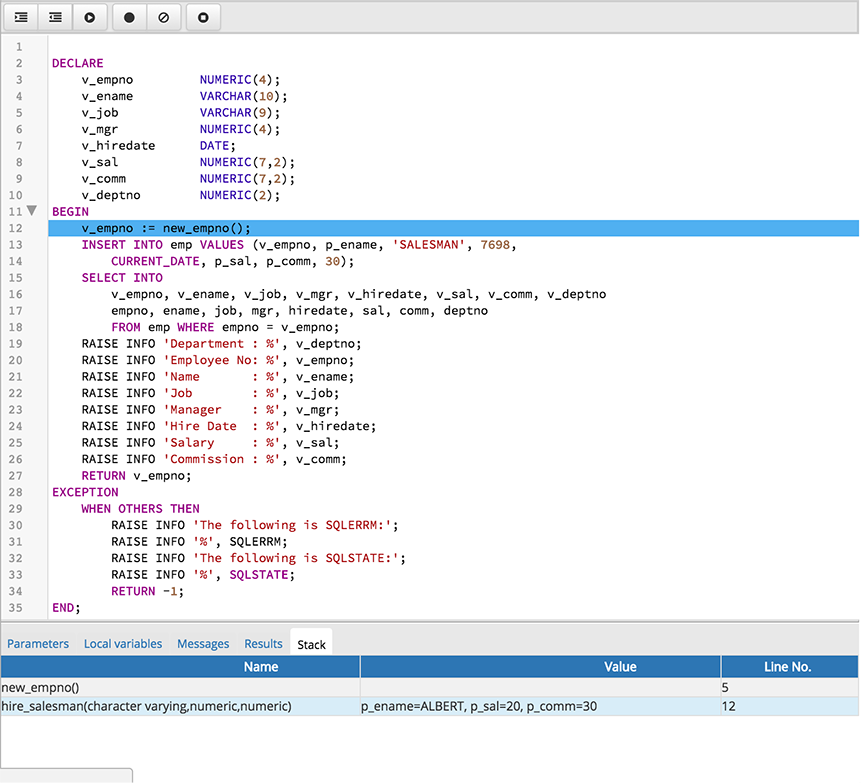 1
2 DECLARE
3     v_empno         NUMERIC(4);
4     v_ename         VARCHAR(10);
5     v_job           VARCHAR(9);
6     v_mgr           NUMERIC(4);
7     v_hiredate      DATE;
8     v_sal           NUMERIC(7,2);
9     v_comm          NUMERIC(7,2);
10     v_deptno        NUMERIC(2);
11 BEGIN
12     v_empno := new_empno();
13     INSERT INTO emp VALUES (v_empno, p_ename, 'SALESMAN', 7698,
14         CURRENT_DATE, p_sal, p_comm, 30);
15     SELECT INTO
16         v_empno, v_ename, v_job, v_mgr, v_hiredate, v_sal, v_comm, v_deptno
17         empno, ename, job, mgr, hiredate, sal, comm, deptno
18         FROM emp WHERE empno = v_empno;
19     RAISE INFO 'Department : %', v_deptno;
20     RAISE INFO 'Employee No: %', v_empno;
21     RAISE INFO 'Name       : %', v_ename;
22     RAISE INFO 'Job        : %', v_job;
23     RAISE INFO 'Manager    : %', v_mgr;
24     RAISE INFO 'Hire Date  : %', v_hiredate;
25     RAISE INFO 'Salary     : %', v_sal;
26     RAISE INFO 'Commission : %', v_comm;
27     RETURN v_empno;
28 EXCEPTION
29     WHEN OTHERS THEN
30         RAISE INFO 'The following is SQLERRM:';
31         RAISE INFO '%', SQLERRM;
32         RAISE INFO 'The following is SQLSTATE:';
33         RAISE INFO '%', SQLSTATE;
34         RETURN -1;
35 END;
Parameters Local variables Messages Results Stack
Name Value Line No.
new_empno() 5
hire_salesman(character varying,numeric,numeric) p_ename=ALBERT, p_sal=20, p_comm=30 12